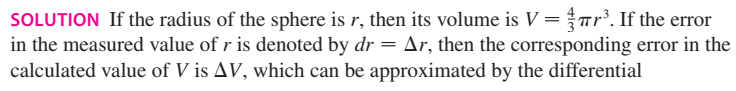 SOLUTION If the radius of the sphere is r, then its volume is V = 4/3 πr³. If the error
in the measured value of r is denoted by dr = Δr, then the corresponding error in the
calculated value of V is ΔV, which can be approximated by the differential